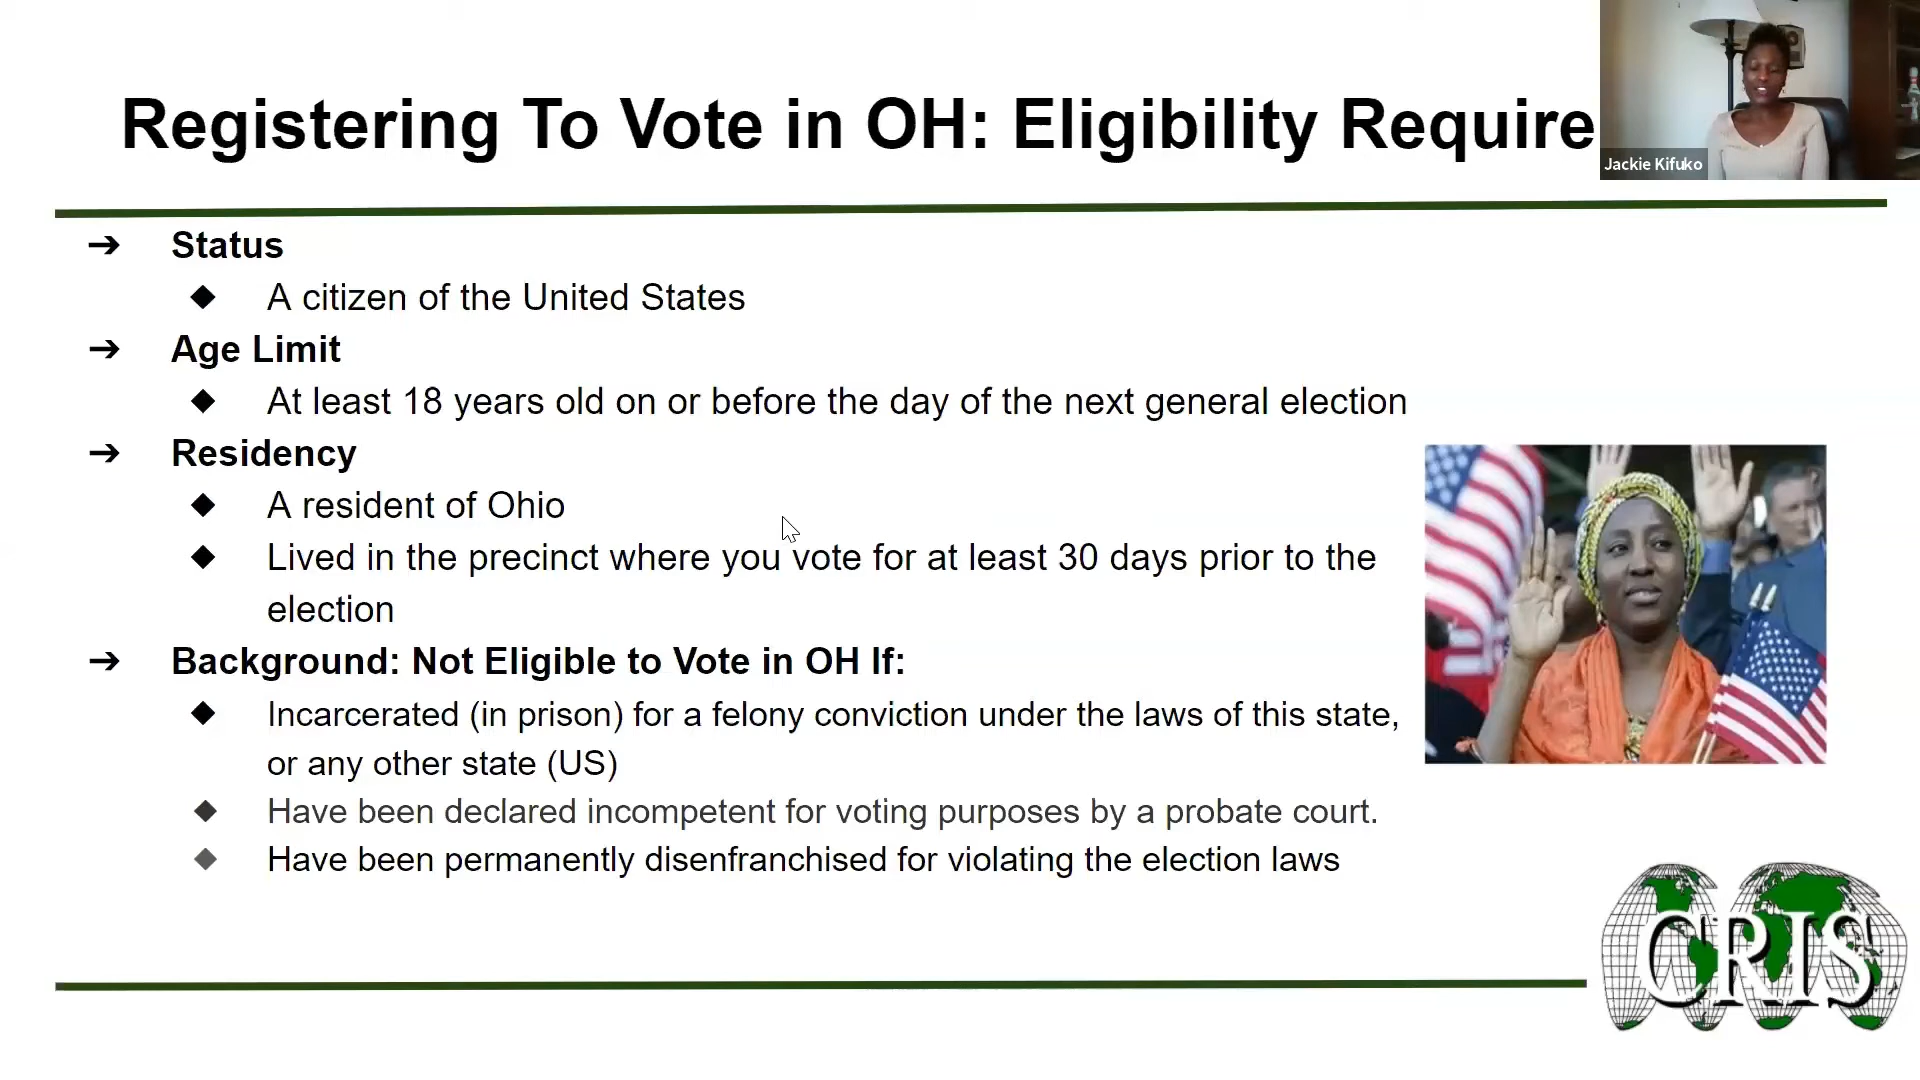 Registering To Vote in OH: Eligibility Require
Jackie Kifuko
➔ Status
◆ A citizen of the United States
➔ Age Limit
◆ At least 18 years old on or before the day of the next general election
➔ Residency
◆ A resident of Ohio
◆ Lived in the precinct where you vote for at least 30 days prior to the
election
➔ Background: Not Eligible to Vote in OH If:
◆ Incarcerated (in prison) for a felony conviction under the laws of this state,
or any other state (US)
◆ Have been declared incompetent for voting purposes by a probate court.
◆ Have been permanently disenfranchised for violating the election laws
CRIS